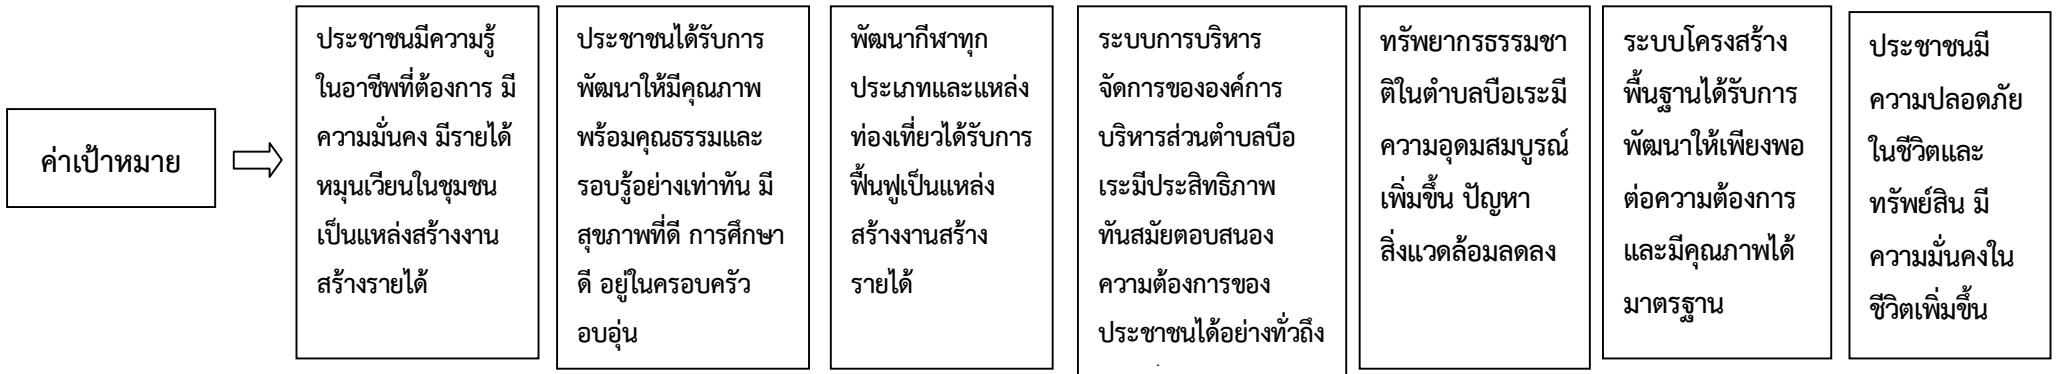 ค่าเป้าหมาย
ประชาชนมีความรู้
ในอาชีพที่ต้องการ มี
ความมั่นคง มีรายได้
หมุนเวียนในชุมชน
เป็นแหล่งสร้างงาน
สร้างรายได้
ประชาชนได้รับการ
พัฒนาให้มีคุณภาพ
พร้อมคุณธรรมและ
รอบรู้อย่างเท่าทัน มี
สุขภาพที่ดี การศึกษา
ดี อยู่ในครอบครัว
อบอุ่น
พัฒนากีฬาทุก
ประเภทและแหล่ง
ท่องเที่ยวได้รับการ
ฟื้นฟูเป็นแหล่ง
สร้างงานสร้าง
รายได้
ระบบการบริหาร
จัดการขององค์การ
บริหารส่วนตำบลบือ
เระมีประสิทธิภาพ
ทันสมัยตอบสนอง
ความต้องการของ
ประชาชนได้อย่างทั่วถึง
ทรัพยากรธรรมชา
ติในตำบลบือเระมี
ความอุดมสมบูรณ์
เพิ่มขึ้น ปัญหา
สิ่งแวดล้อมลดลง
ระบบโครงสร้าง
พื้นฐานได้รับการ
พัฒนาให้เพียงพอ
ต่อความต้องการ
และมีคุณภาพได้
มาตรฐาน
ประชาชนมี
ความปลอดภัย
ในชีวิตและ
ทรัพย์สิน มี
ความมั่นคงใน
ชีวิตเพิ่มขึ้น